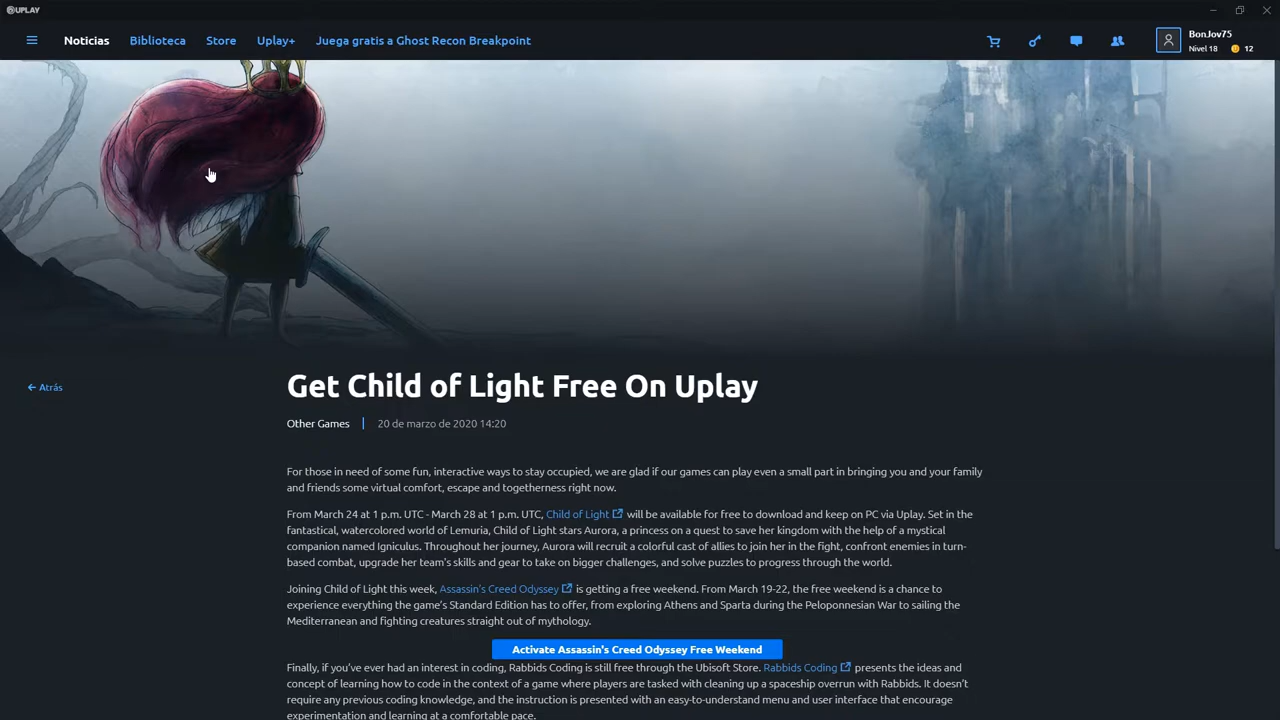 UPLAY
Noticias Biblioteca Store Uplay+ Juega gratis a Ghost Recon Breakpoint
BonJov75
Nivel 18 12
Get Child of Light Free On Uplay
← Atrás
Other Games | 20 de marzo de 2020 14:20
For those in need of some fun, interactive ways to stay occupied, we are glad if our games can play even a small part in bringing you and your family
and friends some virtual comfort, escape and togetherness right now.
From March 24 at 1 p.m. UTC - March 28 at 1 p.m. UTC, Child of Light will be available for free to download and keep on PC via Uplay. Set in the
fantastical, watercolored world of Lemuria, Child of Light stars Aurora, a princess on a quest to save her kingdom with the help of a mystical
companion named Igniculus. Throughout her journey, Aurora will recruit a colorful cast of allies to join her in the fight, confront enemies in turn-
based combat, upgrade her team's skills and gear to take on bigger challenges, and solve puzzles to progress through the world.
Joining Child of Light this week, Assassin's Creed Odyssey is getting a free weekend. From March 19-22, the free weekend is a chance to
experience everything the game's Standard Edition has to offer, from exploring Athens and Sparta during the Peloponnesian War to sailing the
Mediterranean and fighting creatures straight out of mythology.
Activate Assassin's Creed Odyssey Free Weekend
Finally, if you've ever had an interest in coding, Rabbids Coding is still free through the Ubisoft Store. Rabbids Coding presents the ideas and
concept of learning how to code in the context of a game where players are tasked with cleaning up a spaceship overrun with Rabbids. It doesn't
require any previous coding knowledge, and the instruction is presented with an easy-to-understand menu and user interface that encourage
experimentation and learning at a comfortable pace.